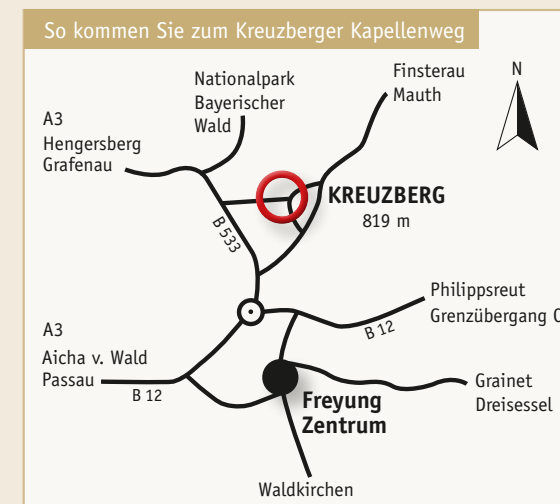 So kommen Sie zum Kreuzberger Kapellenweg
Nationalpark
Bayerischer
Wald
Finsterau
Mauth
N
A3
Hengersberg
Grafenau
KREUZBERG
819 m
B 533
Philippsreut
Grenzübergang
B 12
A3
Aicha v. Wald
Passau
B 12
Grainet
Dreisessel
Freyung
Zentrum
Waldkirchen